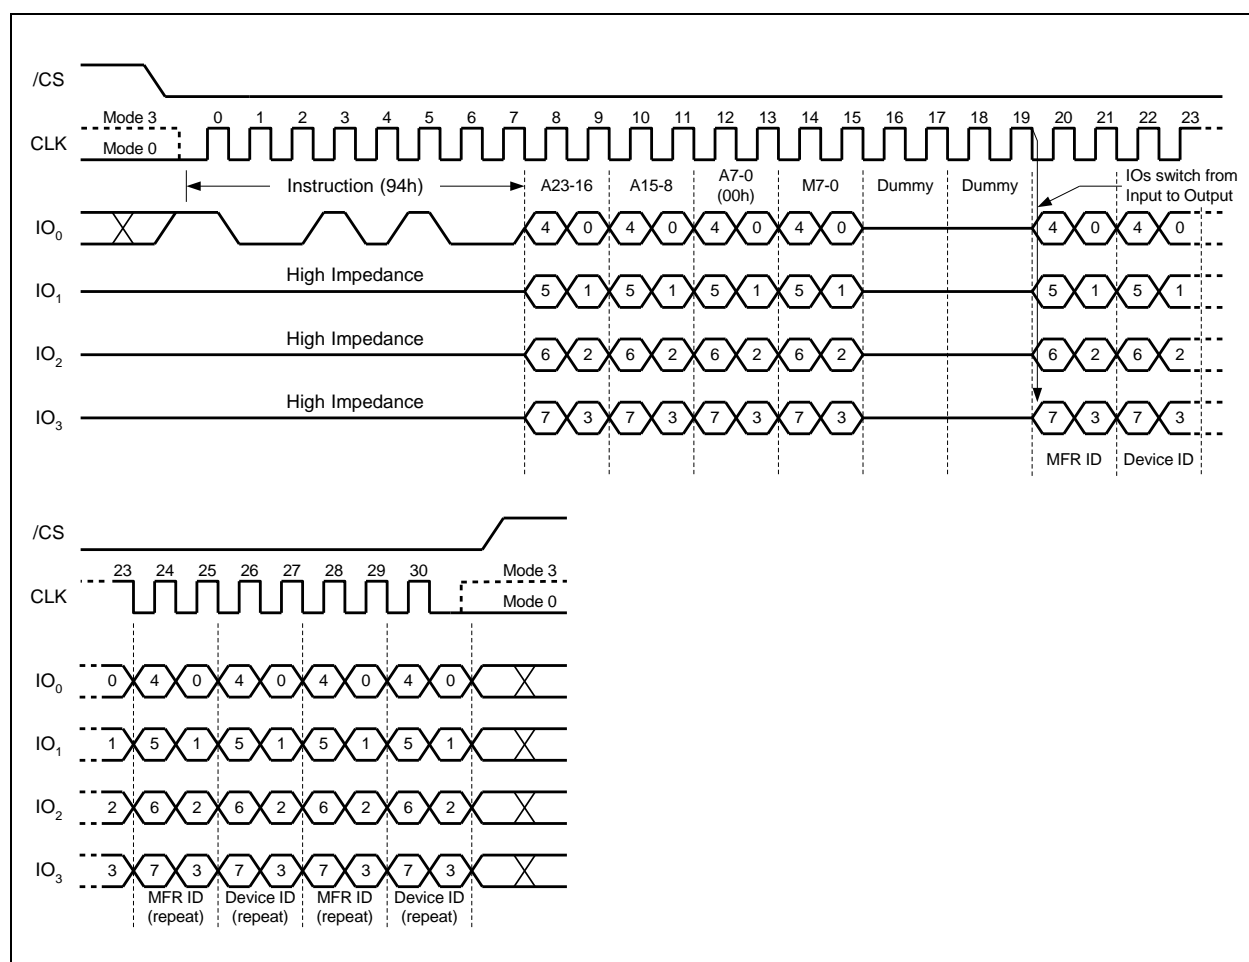 /CS
Mode 3 0 1 2 3 4 5 6 7 8 9 10 11 12 13 14 15 16 17 18 19 20 21 22 23
CLK Mode 0
Instruction (94h) A23-16 A15-8 A7-0 (00h) M7-0 Dummy Dummy IOs switch from Input to Output
IO0 4 0 4 0 4 0 4 0 4 0 4 0
High Impedance
IO1 5 1 5 1 5 1 5 1 5 1 5 1
High Impedance
IO2 6 2 6 2 6 2 6 2 6 2 6 2
High Impedance
IO3 7 3 7 3 7 3 7 3 7 3 7 3
MFR ID Device ID
/CS
23 24 25 26 27 28 29 30 Mode 3
CLK Mode 0
IO0 0 4 0 4 0 4 0 4 0
IO1 1 5 1 5 1 5 1 5 1
IO2 2 6 2 6 2 6 2 6 2
IO3 3 7 3 7 3 7 3 7 3
MFR ID Device ID MFR ID Device ID
(repeat) (repeat) (repeat) (repeat)